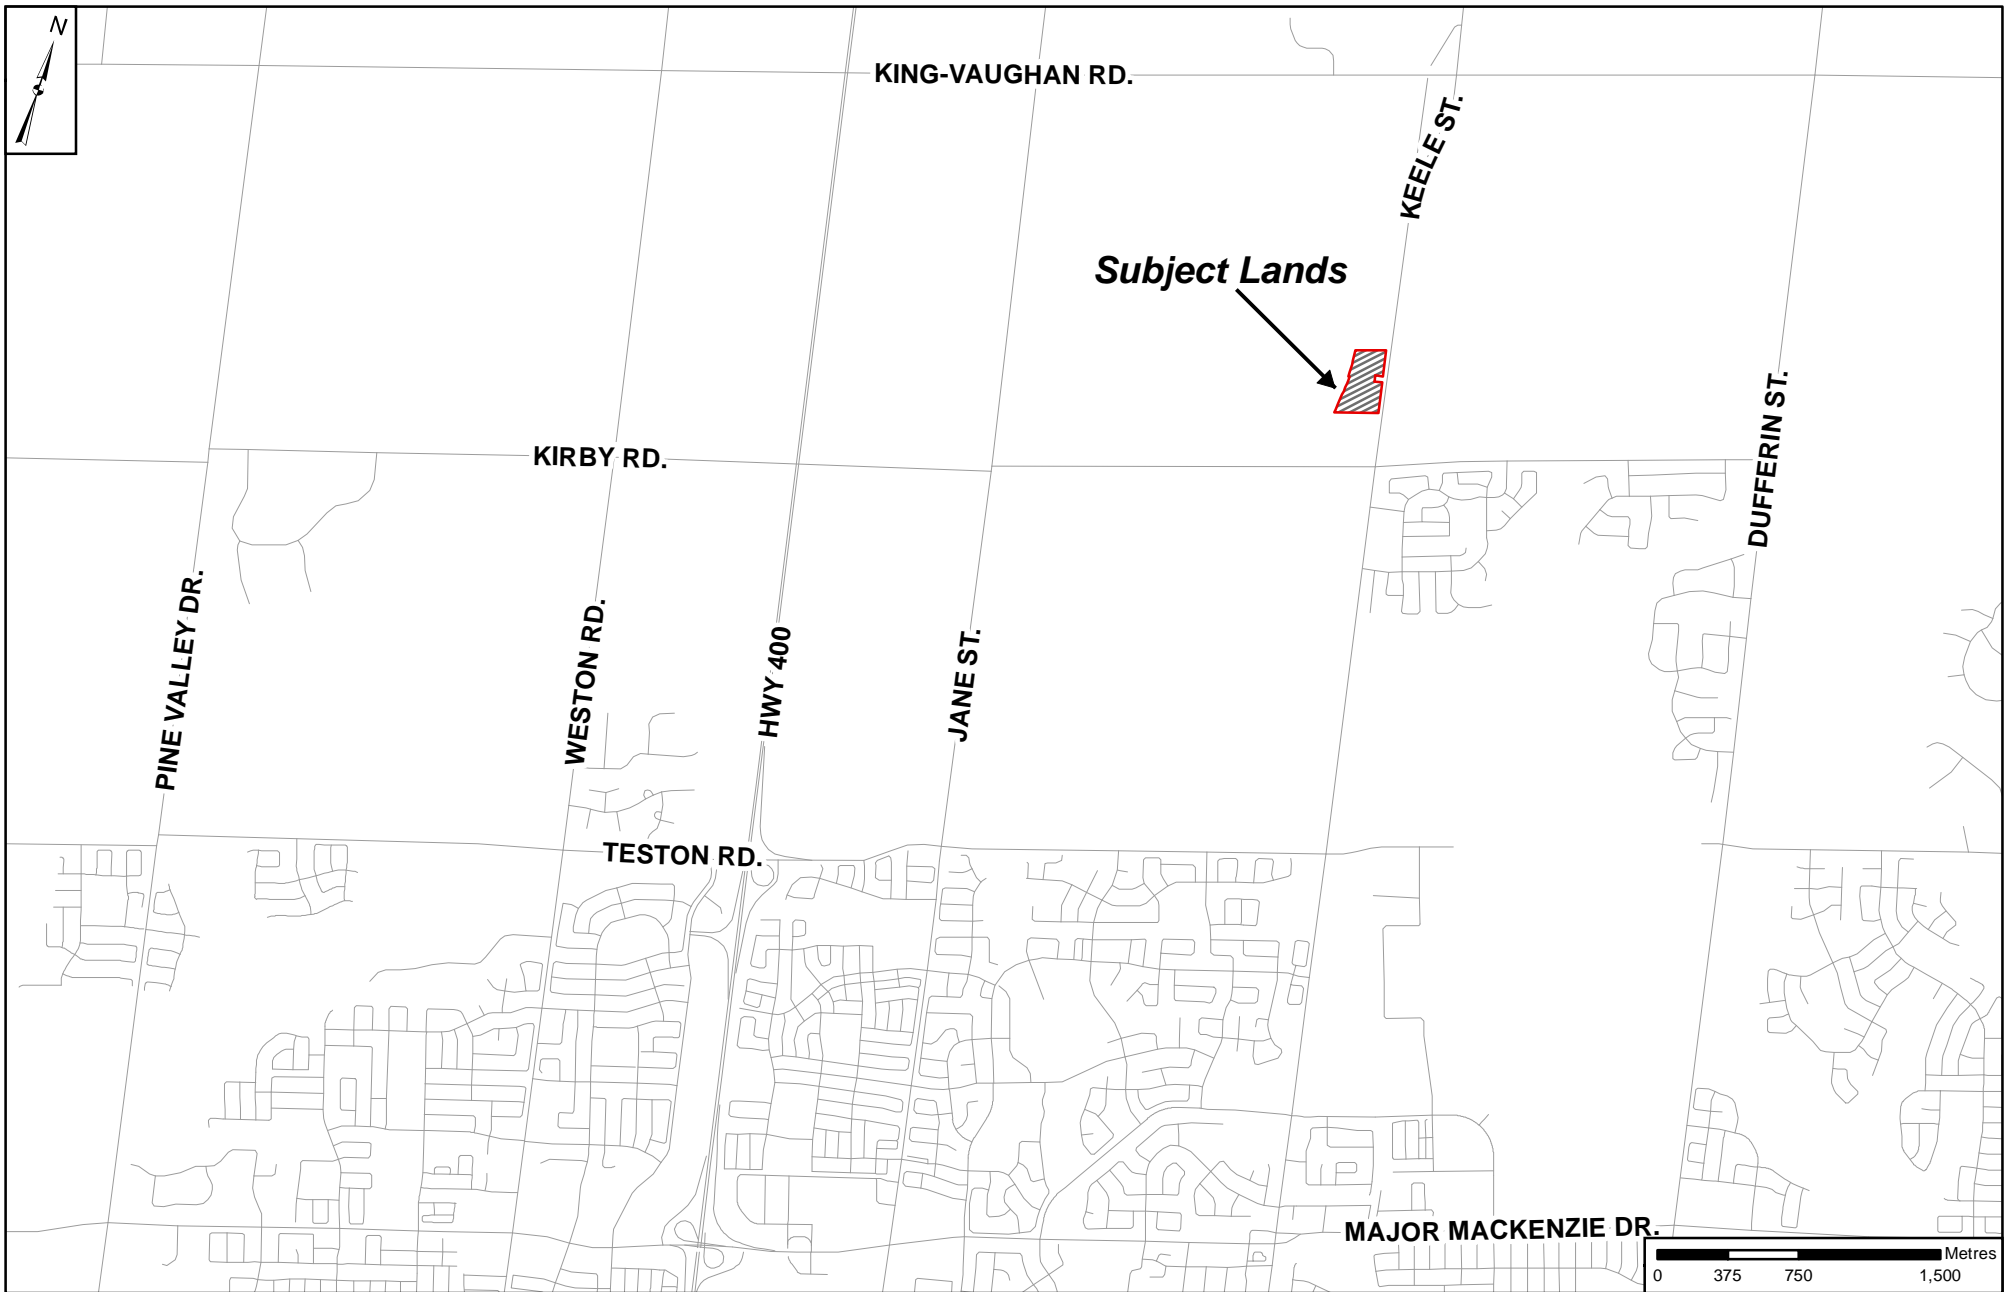 N
KING-VAUGHAN RD.
KEELE ST.
Subject Lands
KIRBY RD.
DUFFERIN ST.
PINE VALLEY DR.
WESTON RD.
HWY 400
JANE ST.
TESTON RD.
MAJOR MACKENZIE DR.
Metres
0 375 750 1,500